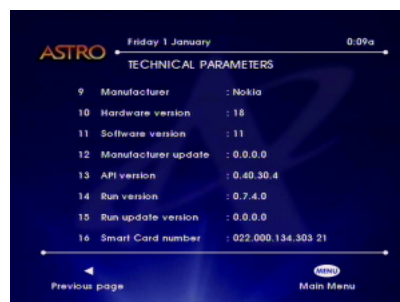 Friday 1 January 0:09a
ASTRO
TECHNICAL PARAMETERS
9 Manufacturer : Nokia
10 Hardware version : 18
11 Software version : 11
12 Manufacturer update : 0.0.0.0
13 API version : 0.40.30.4
14 Run version : 0.7.4.0
15 Run update version : 0.0.0.0
16 Smart Card number : 022.000.134.303 21
MENU
Previous page Main Menu